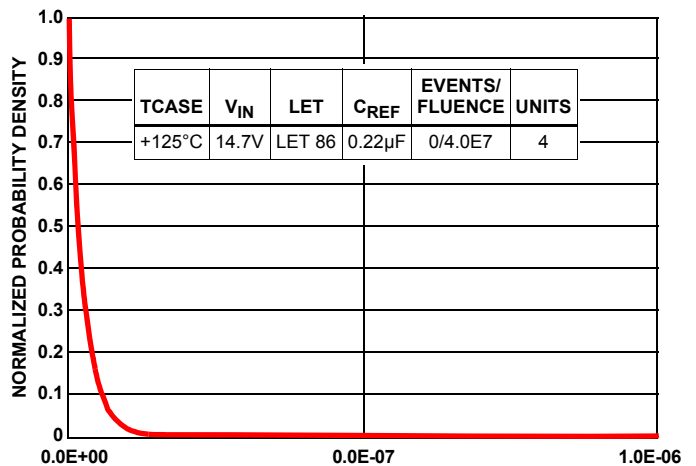 NORMALIZED PROBABILITY DENSITY
1.0
0.9
0.8
0.7
0.6
0.5
0.4
0.3
0.2
0.1
0
TCASE VIN LET CREF EVENTS/FLUENCE UNITS
+125°C 14.7V LET 86 0.22µF 0/4.0E7 4
0.0E+00 0.0E-07 1.0E-06